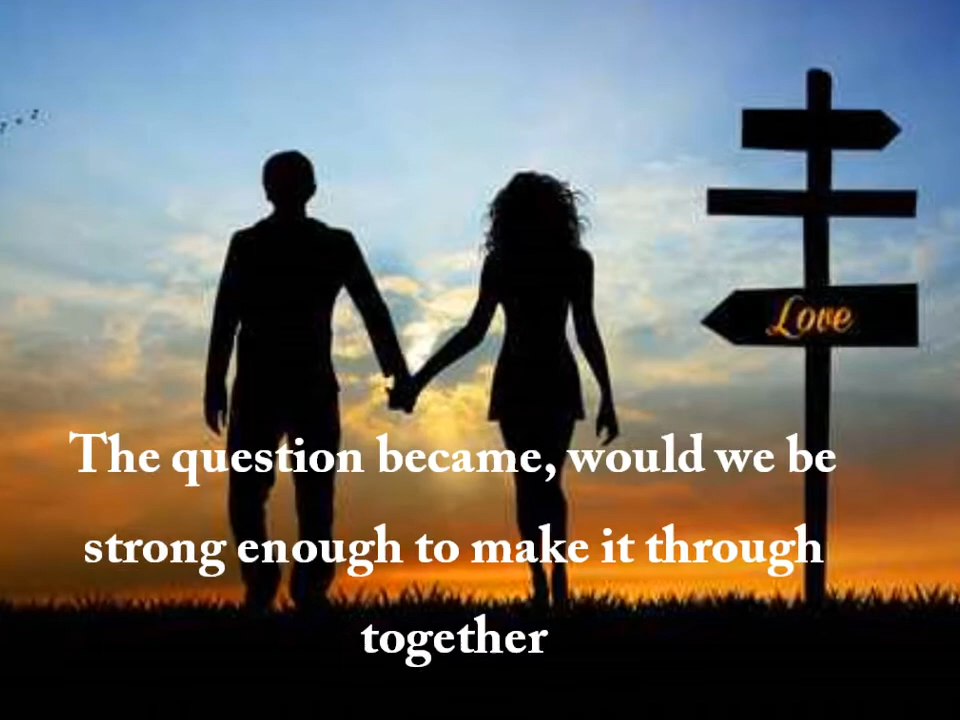 Love
The question became, would we be
strong enough to make it through
together